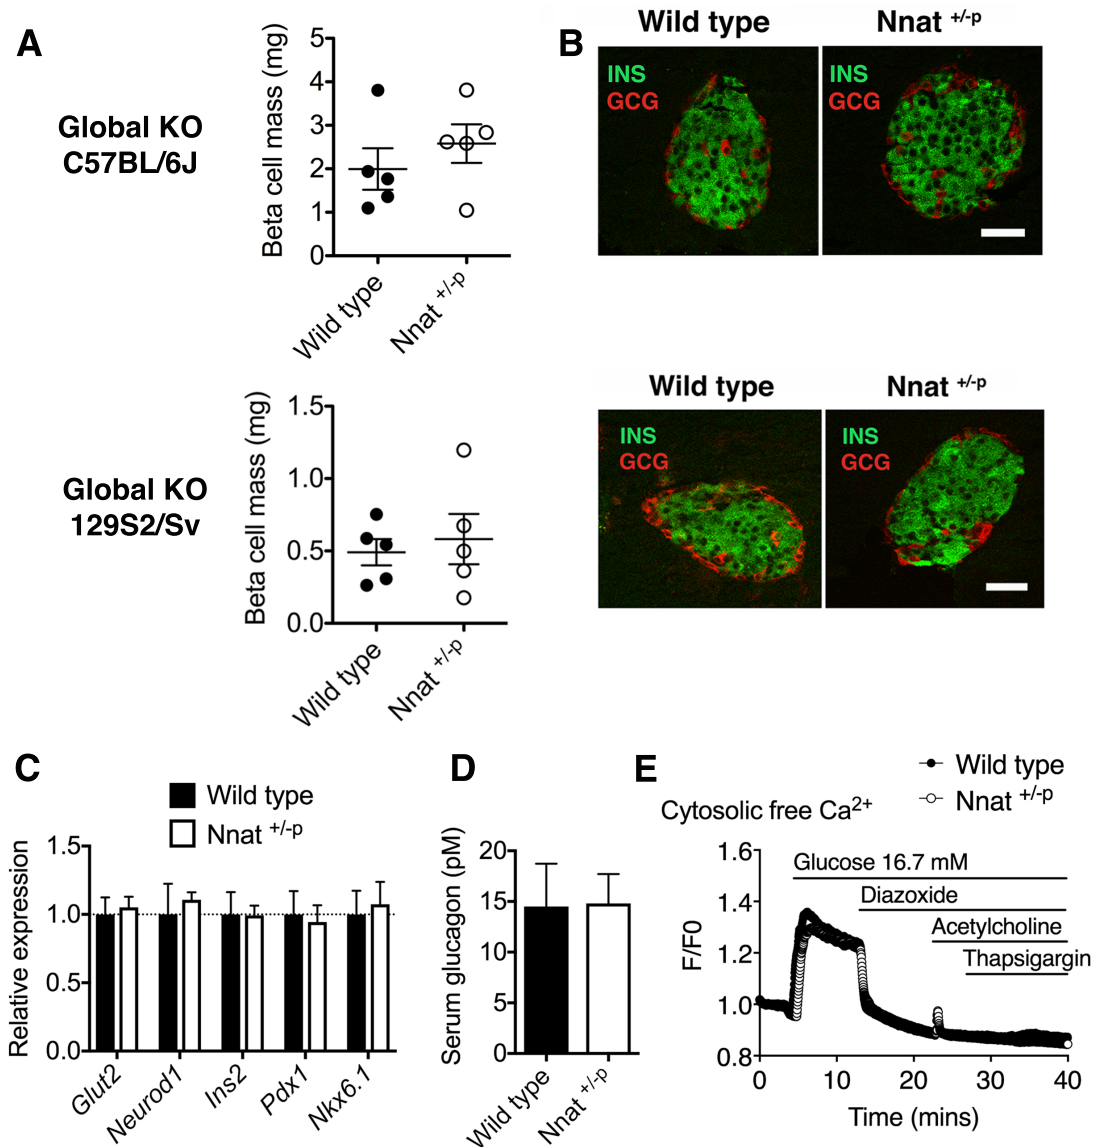 A
Global KO
C57BL/6J
Beta cell mass (mg)
5
4
3
2
1
0
Wild type
Nnat +/-p
B
Wild type
Nnat +/-p
INS
GCG
INS
GCG
Global KO
129S2/Sv
Beta cell mass (mg)
1.5
1.0
0.5
0.0
Wild type
Nnat +/-p
Wild type
Nnat +/-p
INS
GCG
INS
GCG
C
Wild type
Nnat +/-p
Relative expression
1.5
1.0
0.5
0.0
Glut2
Neurod1
Ins2
Pdx1
Nkx6.1
D
Serum glucagon (pM)
20
15
10
5
0
Wild type
Nnat +/-p
E
Wild type
Nnat +/-p
Cytosolic free Ca2+
F/F0
1.6
1.4
1.2
1.0
0.8
Glucose 16.7 mM
Diazoxide
Acetylcholine
Thapsigargin
0 10 20 30 40
Time (mins)